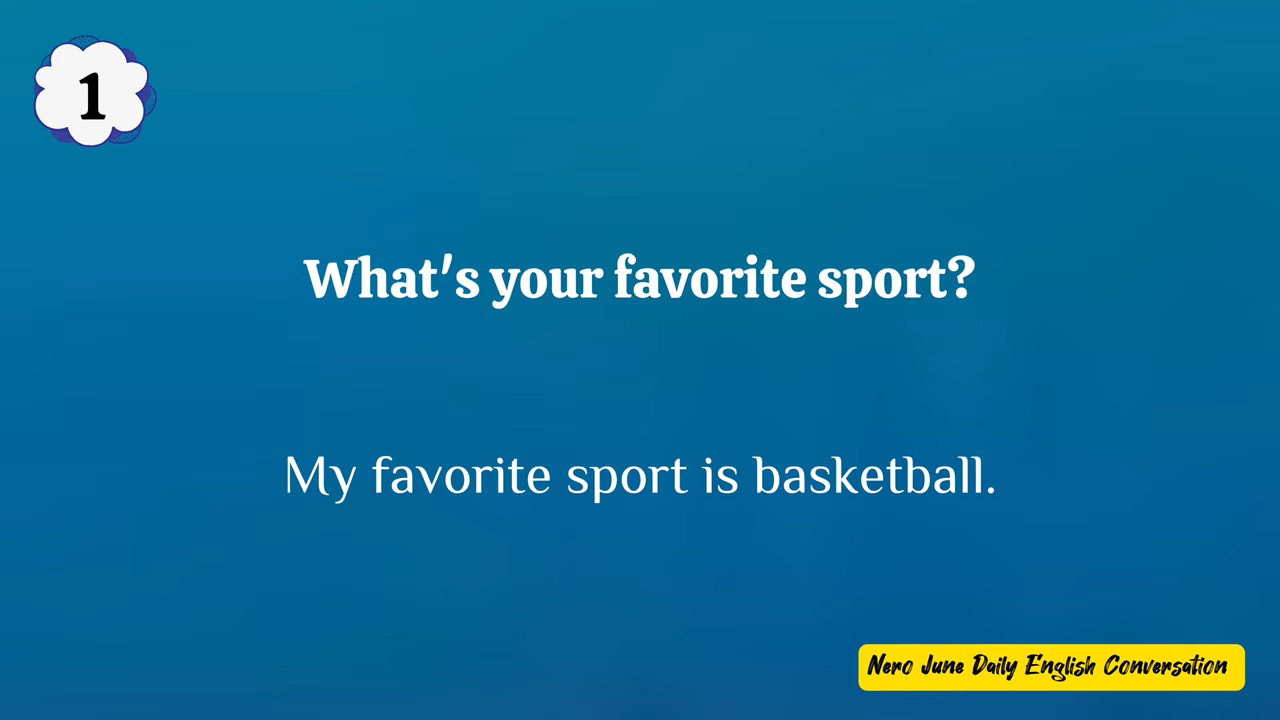 1
What's your favorite sport?
My favorite sport is basketball.
Nero June Daily English Conversation